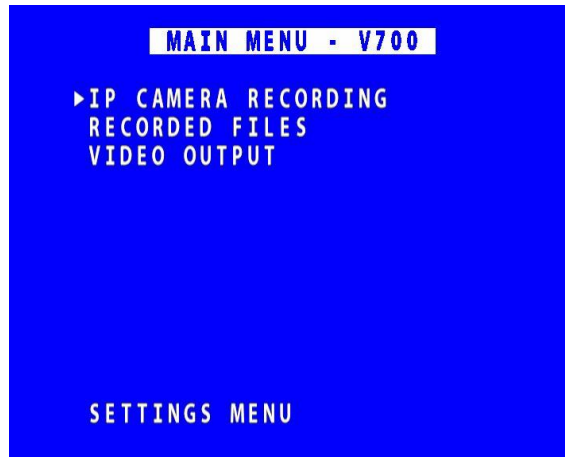 MAIN MENU - V700
▶IP CAMERA RECORDING
RECORDED FILES
VIDEO OUTPUT
SETTINGS MENU